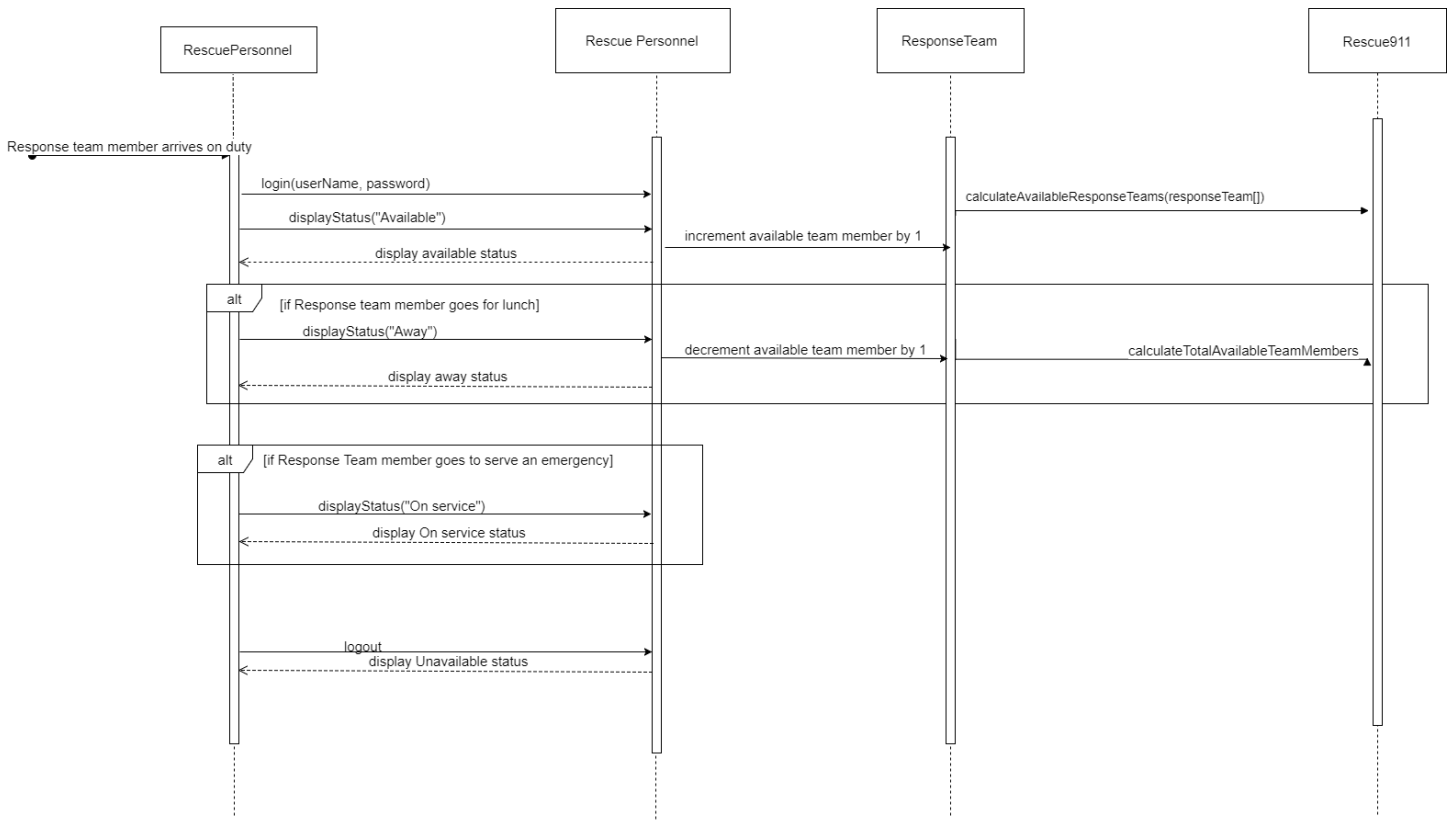 RescuePersonnel
Rescue Personnel
ResponseTeam
Rescue911
Response team member arrives on duty
login(userName, password)
calculateAvailableResponseTeams(responseTeam[])
displayStatus("Available")
increment available team member by 1
display available status
alt
[if Response team member goes for lunch]
displayStatus("Away")
decrement available team member by 1
calculateTotalAvailableTeamMembers
display away status
alt
[if Response Team member goes to serve an emergency]
displayStatus("On service")
display On service status
logout
display Unavailable status